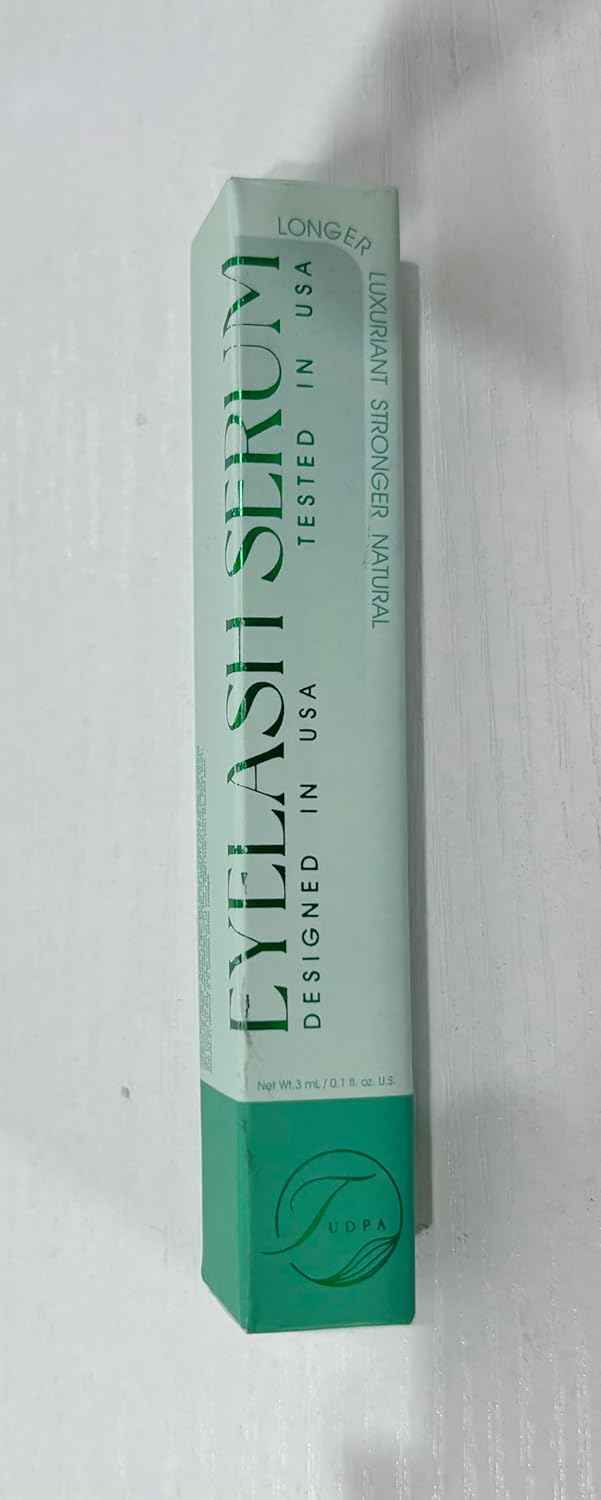 LONGER LUXURIANT STRONGER NATURAL
EYELASH SERUM
DESIGNED IN USA TESTED IN USA
Net Wt.3 mL / 0.1 fl. oz. U.S.
TUDPA